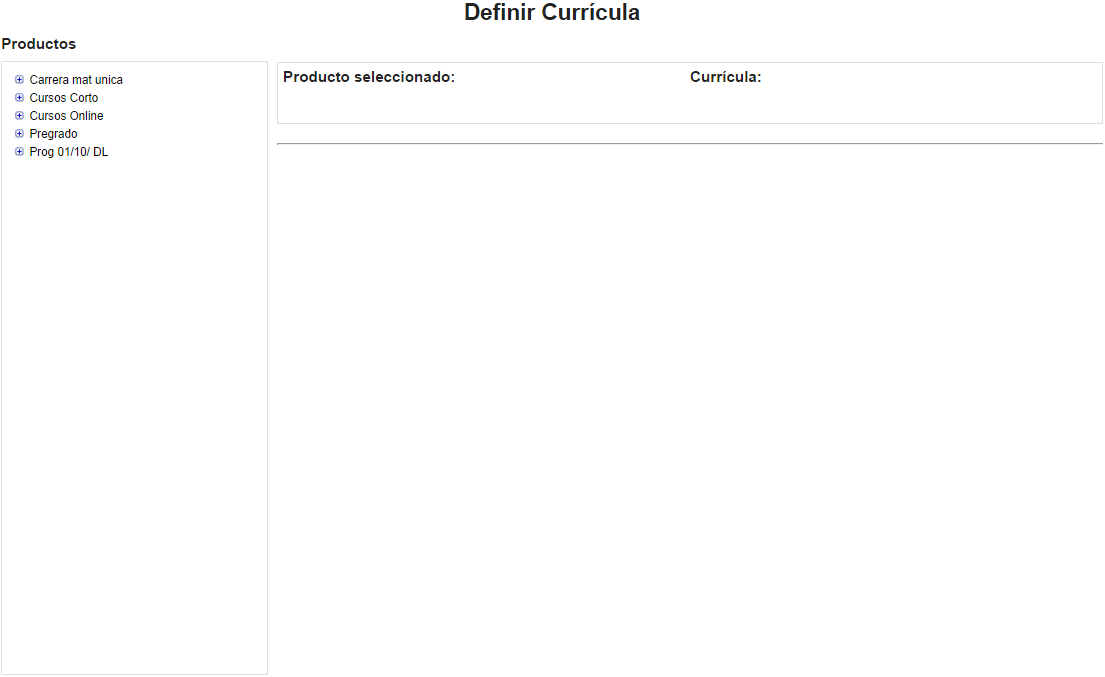 Definir Currícula
Productos
Carrera mat unica
Cursos Corto
Cursos Online
Pregrado
Prog 01/10/ DL
Producto seleccionado:
Currícula: